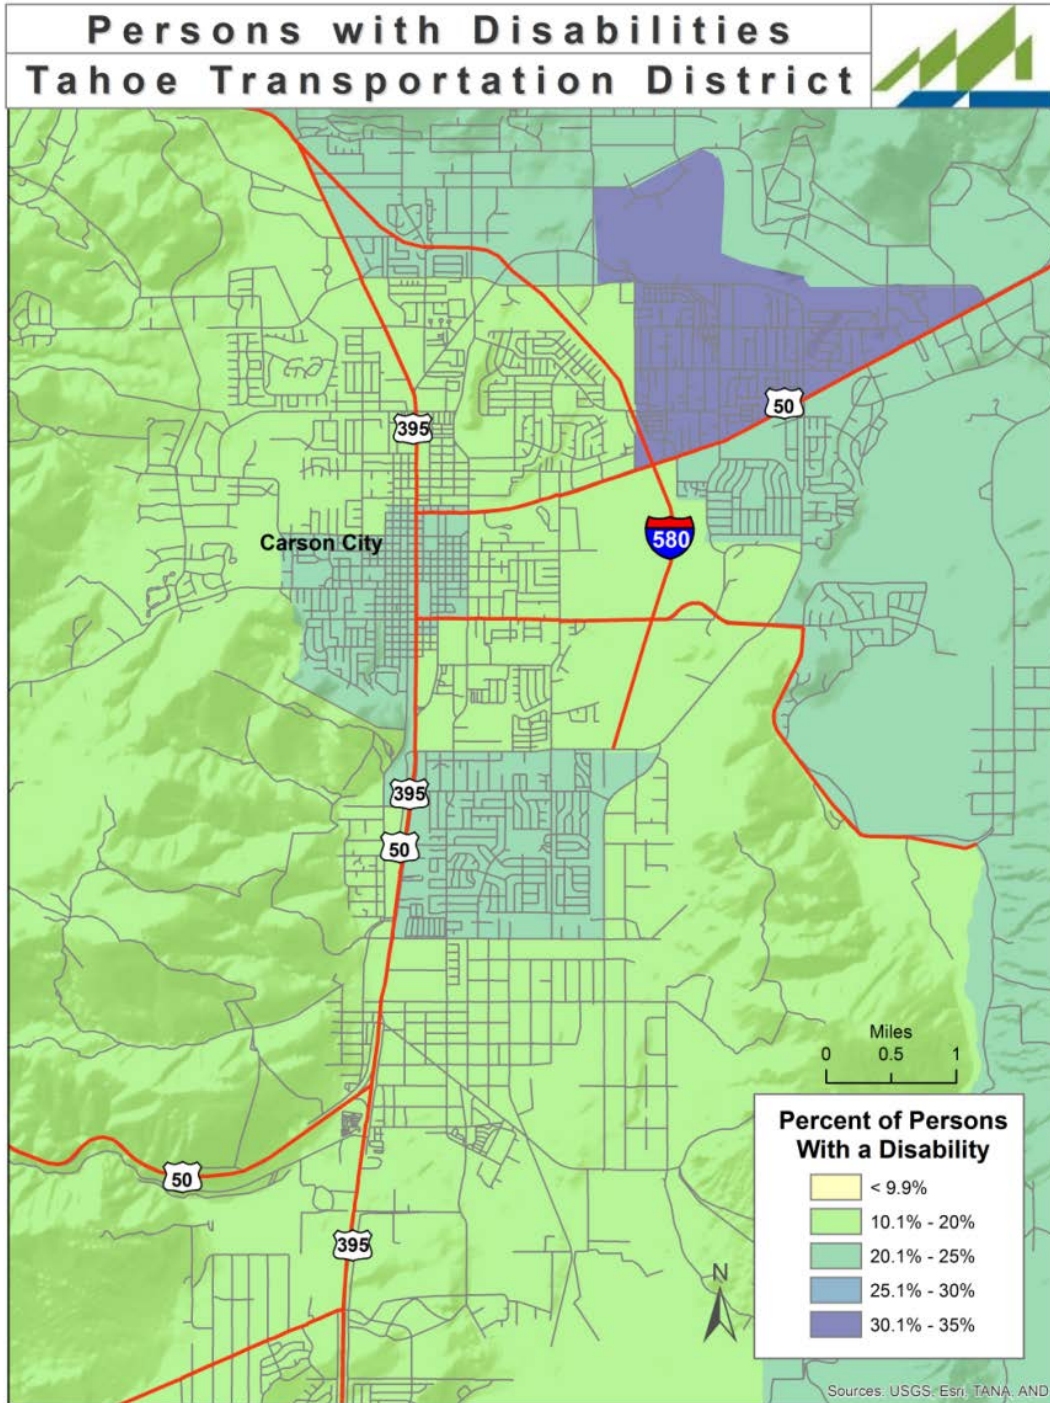 Persons with Disabilities
Tahoe Transportation District
50
395
580
Carson City
395
50
Miles
0 0.5 1
50
395
Percent of Persons
With a Disability
< 9.9%
10.1% - 20%
20.1% - 25%
25.1% - 30%
30.1% - 35%
N
Sources: USGS, Esri, TANA, AND